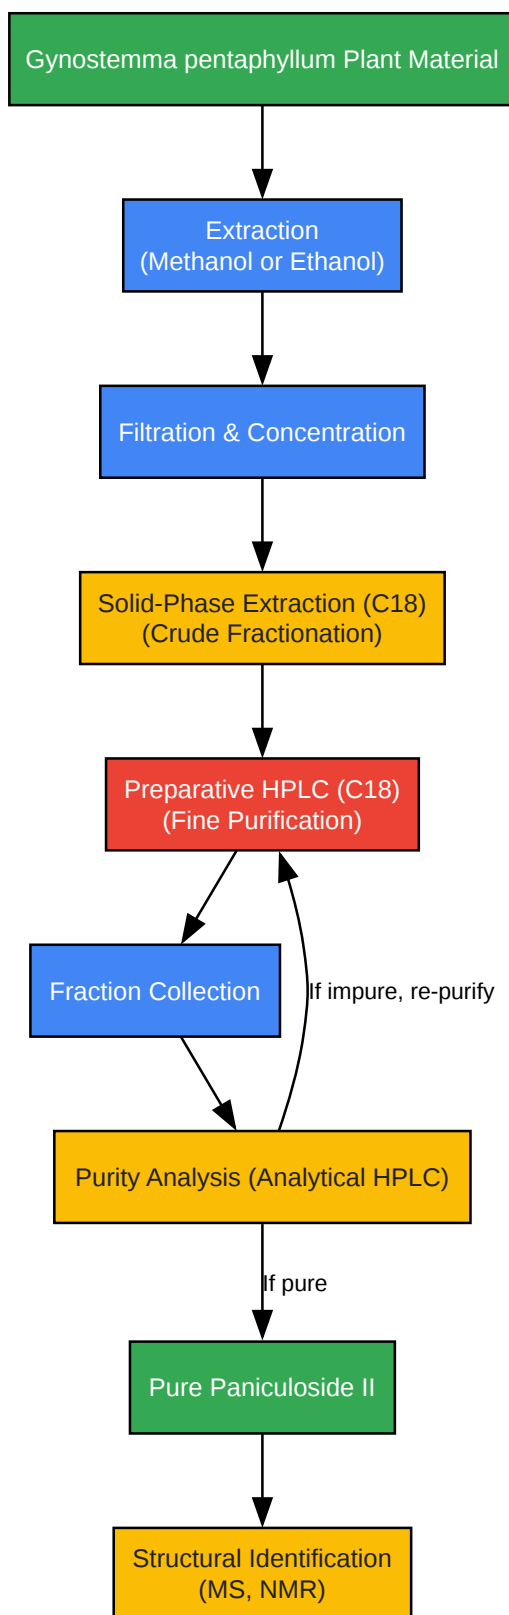 Gynostemma pentaphyllum Plant Material
Extraction
(Methanol or Ethanol)
Filtration & Concentration
Solid-Phase Extraction (C18)
(Crude Fractionation)
Preparative HPLC (C18)
(Fine Purification)
Fraction Collection
If impure, re-purify
Purity Analysis (Analytical HPLC)
If pure
Pure Paniculoside II
Structural Identification
(MS, NMR)